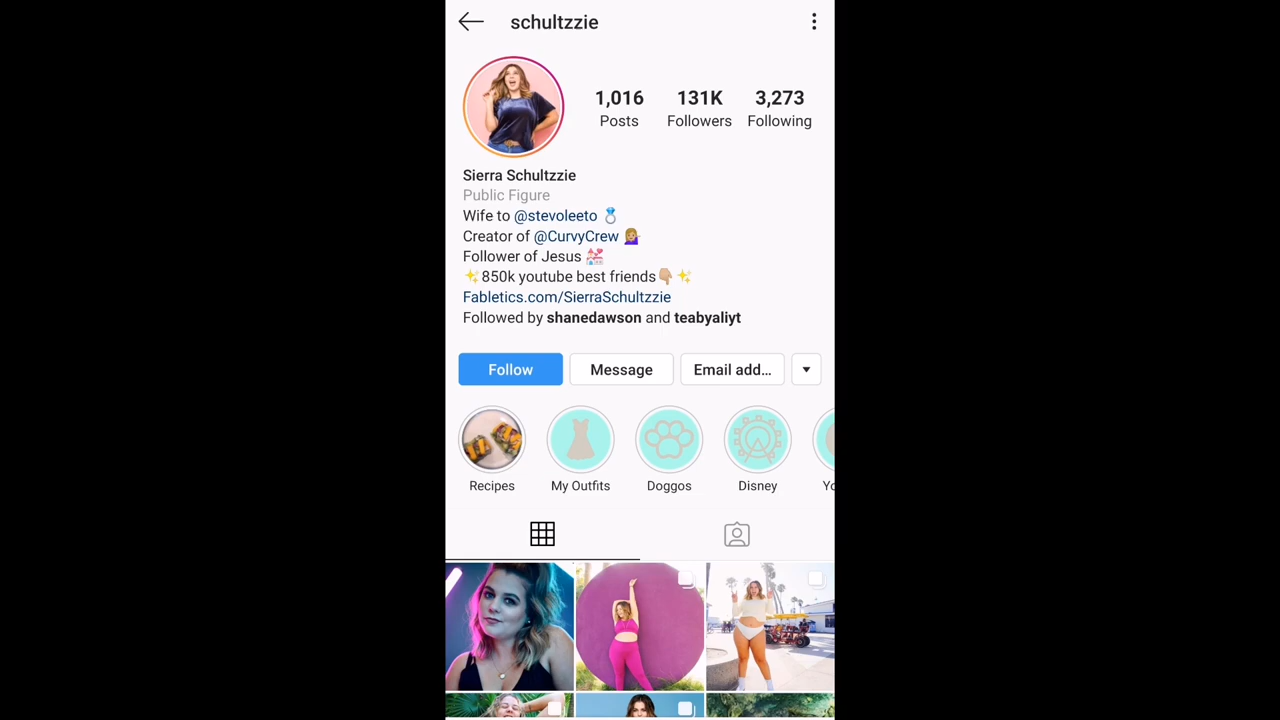 schultzzie
1,016 131K 3,273
Posts Followers Following
Sierra Schultzzie
Public Figure
Wife to @stevoleeto 💍
Creator of @CurvyCrew 💁🏼‍♀️
Follower of Jesus 💒
✨850k youtube best friends👇🏼✨
Fabletics.com/SierraSchultzzie
Followed by shanedawson and teabyaliyt
Follow Message Email add...
Recipes My Outfits Doggos Disney Yo